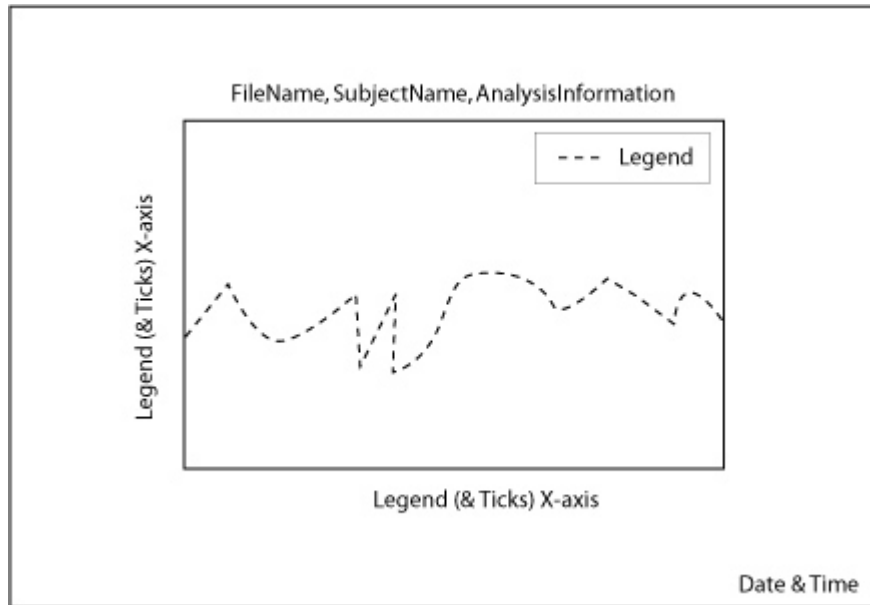 FileName, SubjectName, AnalysisInformation
Legend
Legend (& Ticks) X-axis
Legend (& Ticks) X-axis
Date & Time